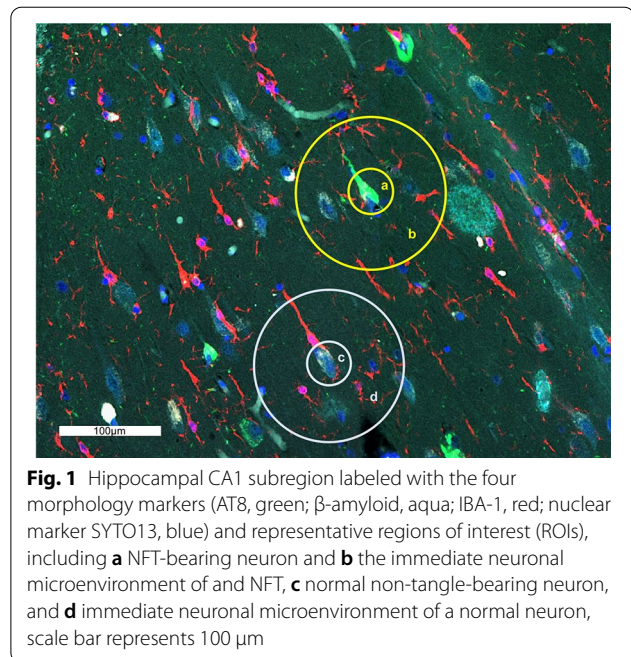 a
b
c
d
100µm
Fig. 1 Hippocampal CA1 subregion labeled with the four
morphology markers (AT8, green; β-amyloid, aqua; IBA-1, red; nuclear
marker SYTO13, blue) and representative regions of interest (ROIs),
including a NFT-bearing neuron and b the immediate neuronal
microenvironment of and NFT, c normal non-tangle-bearing neuron,
and d immediate neuronal microenvironment of a normal neuron,
scale bar represents 100 µm